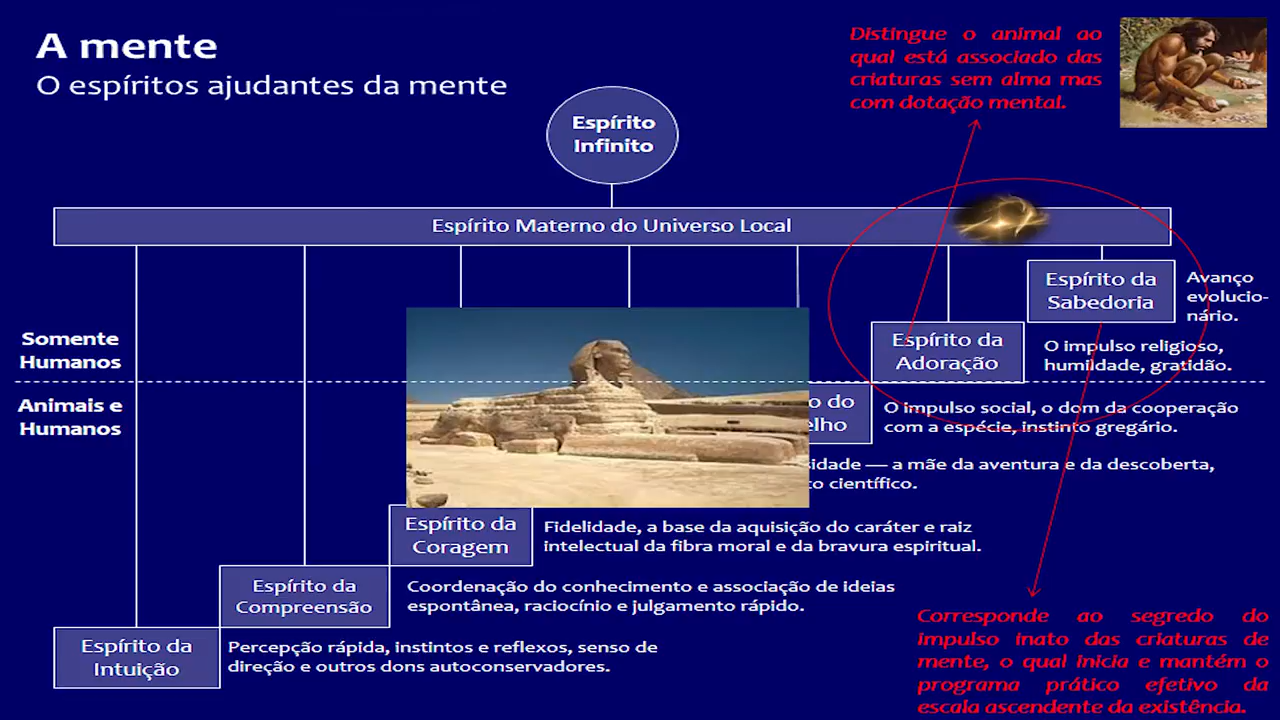 A mente
O espíritos ajudantes da mente
Distingue o animal ao
qual está associado das
criaturas sem alma mas
com dotação mental.
Espírito
Infinito
Espírito Materno do Universo Local
Espírito da
Sabedoria
Avanço
evolucio-
nário.
Somente
Humanos
Espírito da
Adoração
O impulso religioso,
humildade, gratidão.
Animais e
Humanos
do
O impulso social, o dom da cooperação
com a espécie, instinto gregário.
— a mãe da aventura e da descoberta,
científico.
Espírito da
Coragem
Fidelidade, a base da aquisição do caráter e raiz
intelectual da fibra moral e da bravura espiritual.
Espírito da
Compreensão
Coordenação do conhecimento e associação de ideias
espontânea, raciocínio e julgamento rápido.
Espírito da
Intuição
Percepção rápida, instintos e reflexos, senso de
direção e outros dons autoconservadores.
Corresponde ao segredo do
impulso inato das criaturas de
mente, o qual inicia e mantém o
programa prático efetivo da
escala ascendente da existência.